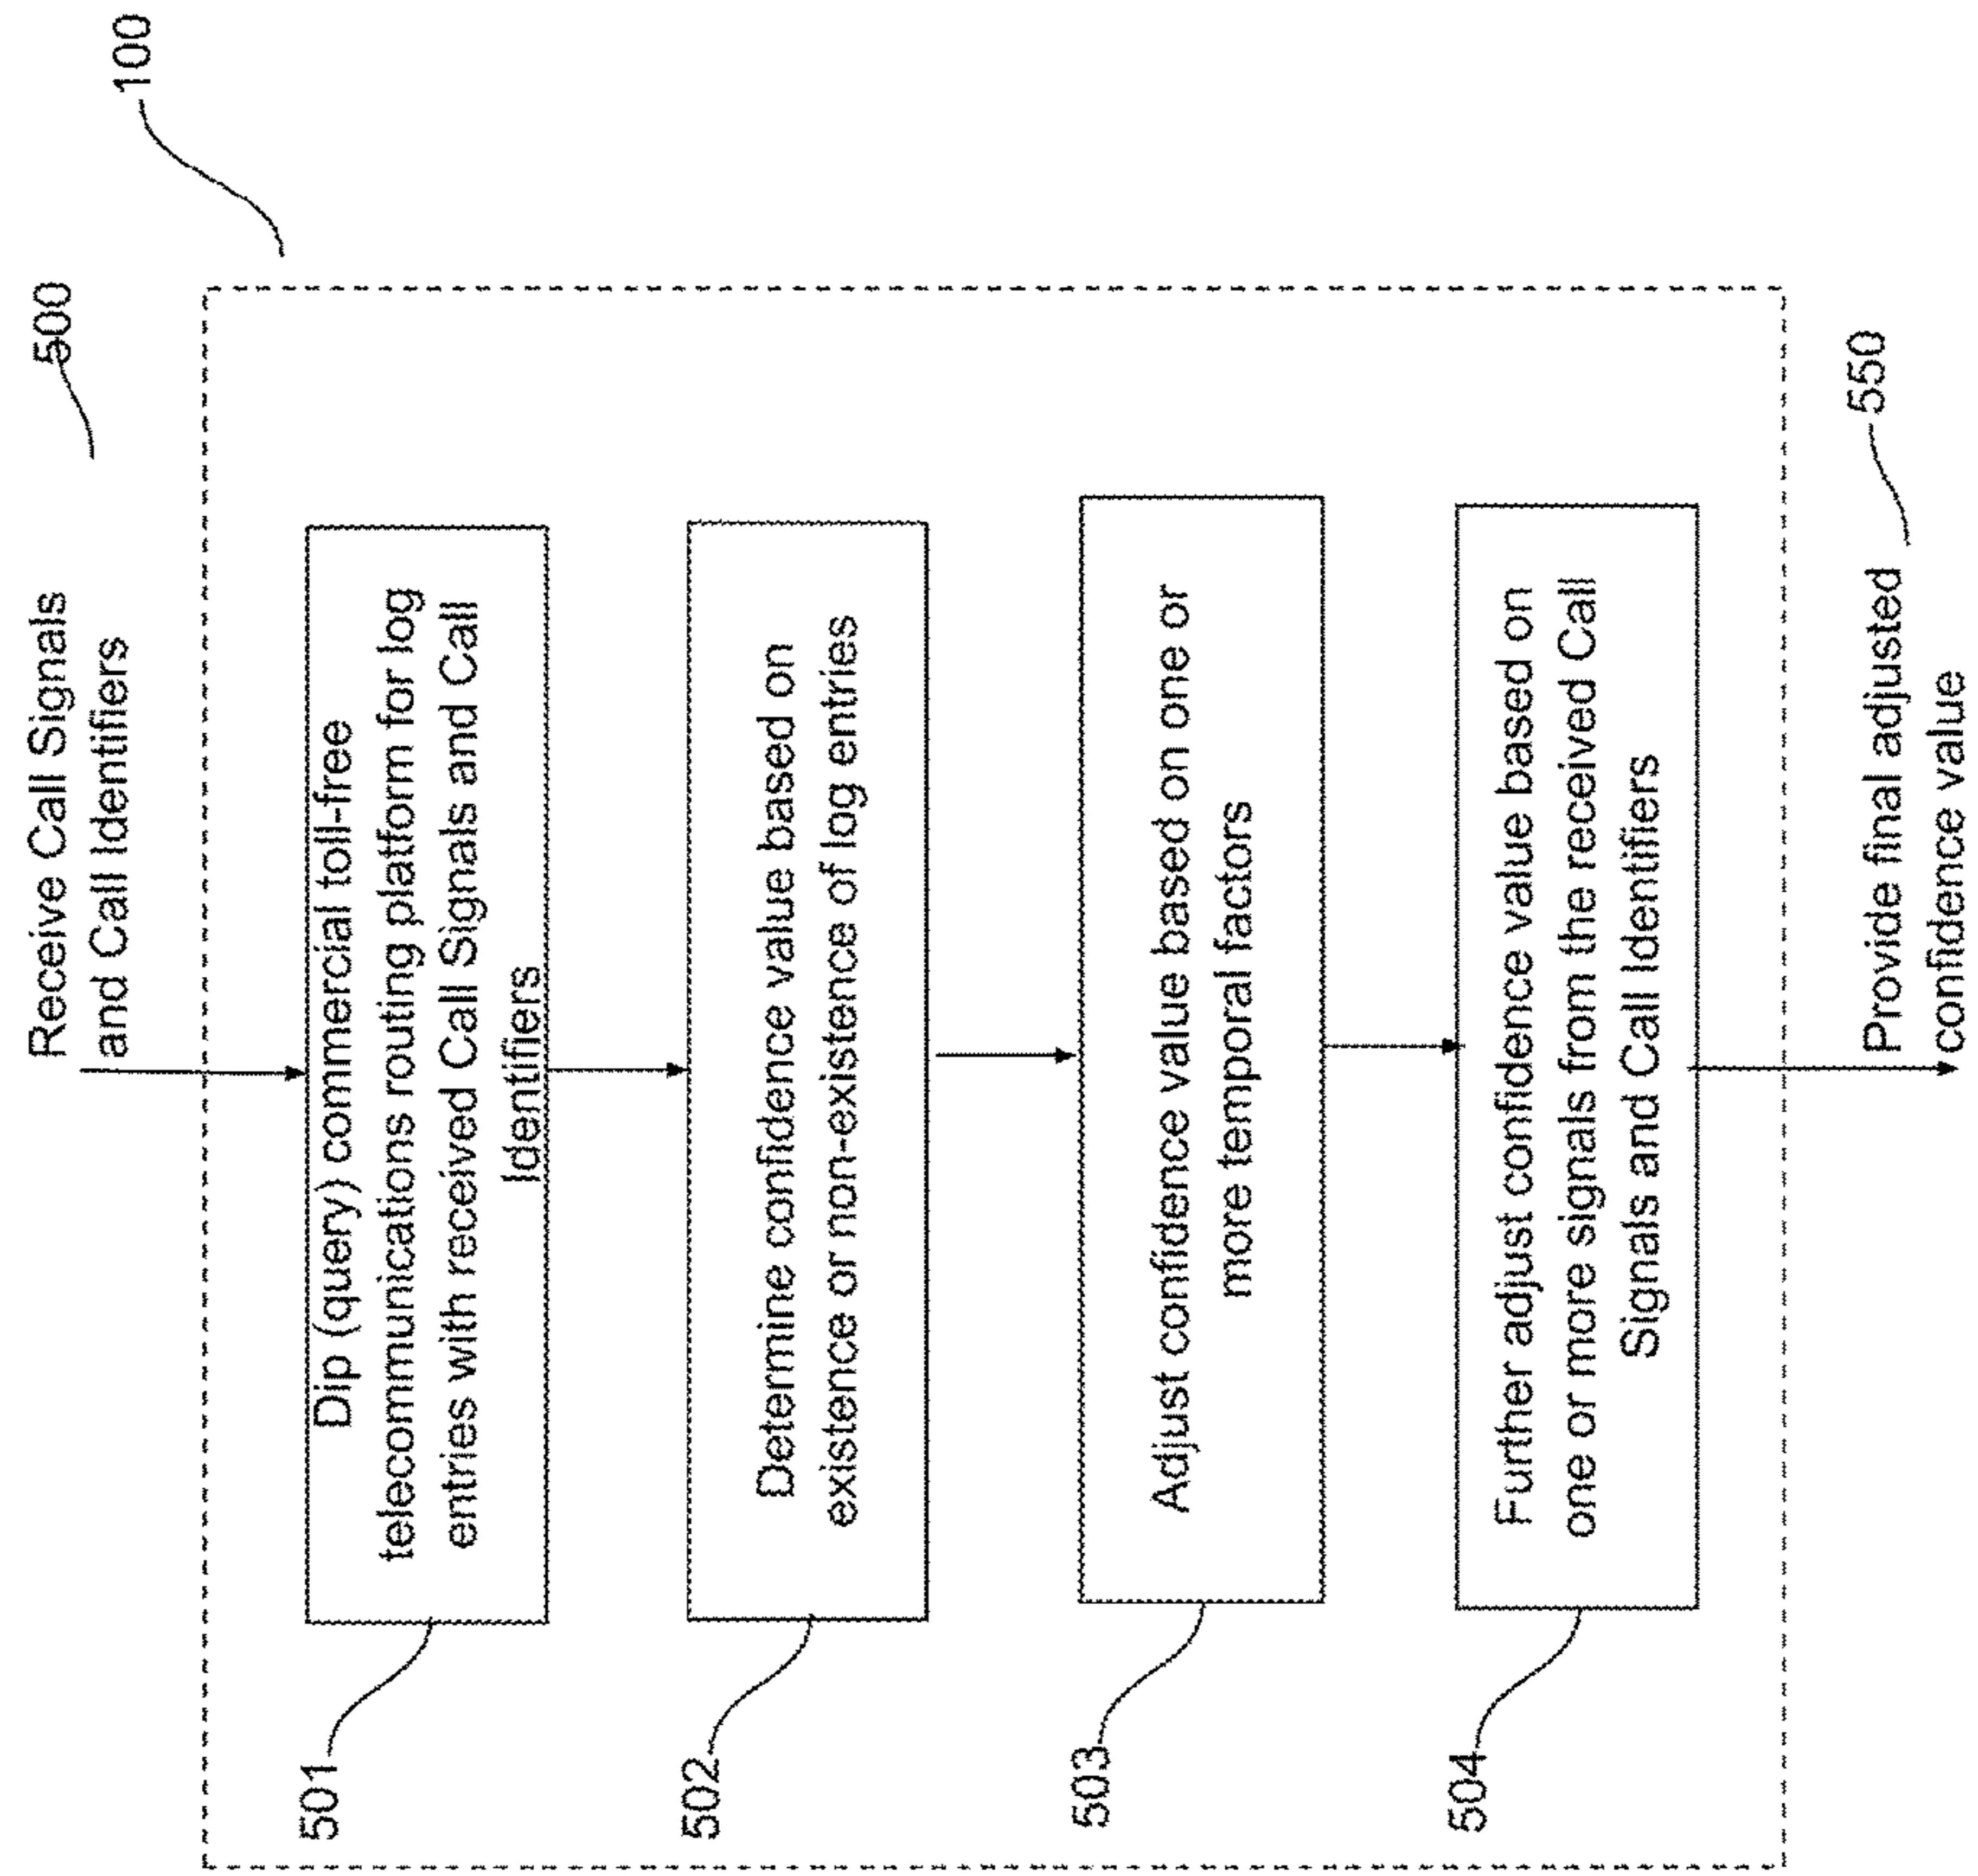 100
500
Receive Call Signals
and Call Identifiers
501
Dip (query) commercial toll-free
telecommunications routing platform for log
entries with received Call Signals and Call
Identifiers
502
Determine confidence value based on
existence or non-existence of log entries
503
Adjust confidence value based on one or
more temporal factors
504
Further adjust confidence value based on
one or more signals from the received Call
Signals and Call Identifiers
550
Provide final adjusted
confidence value